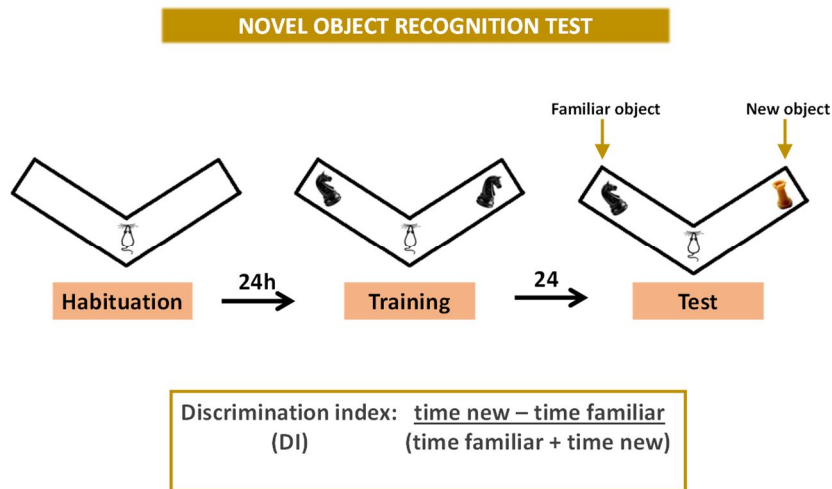 NOVEL OBJECT RECOGNITION TEST
Familiar object
New object
Habituation
24h
Training
24
Test
Discrimination index: time new – time familiar
(DI) (time familiar + time new)